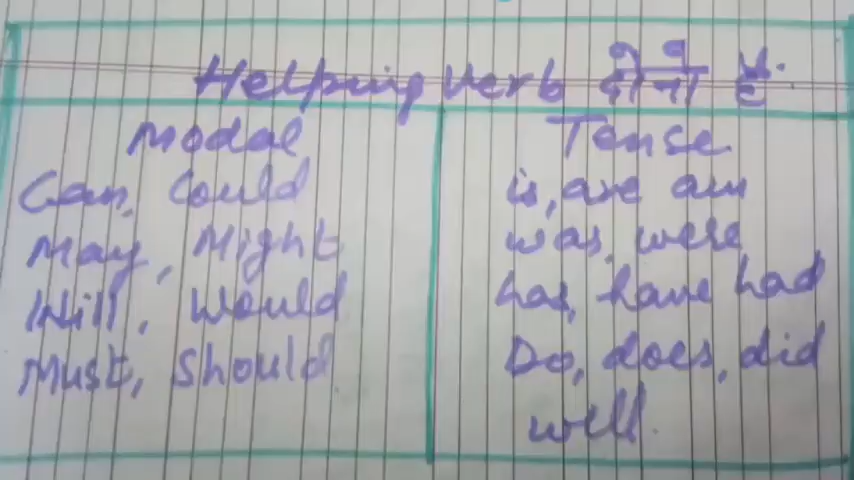 Helping Verb
Modal
Can, Could
May, Might
Will, Would
Must, Should
Tense
is, are am
was, were
has, have had
Do, does, did
well.